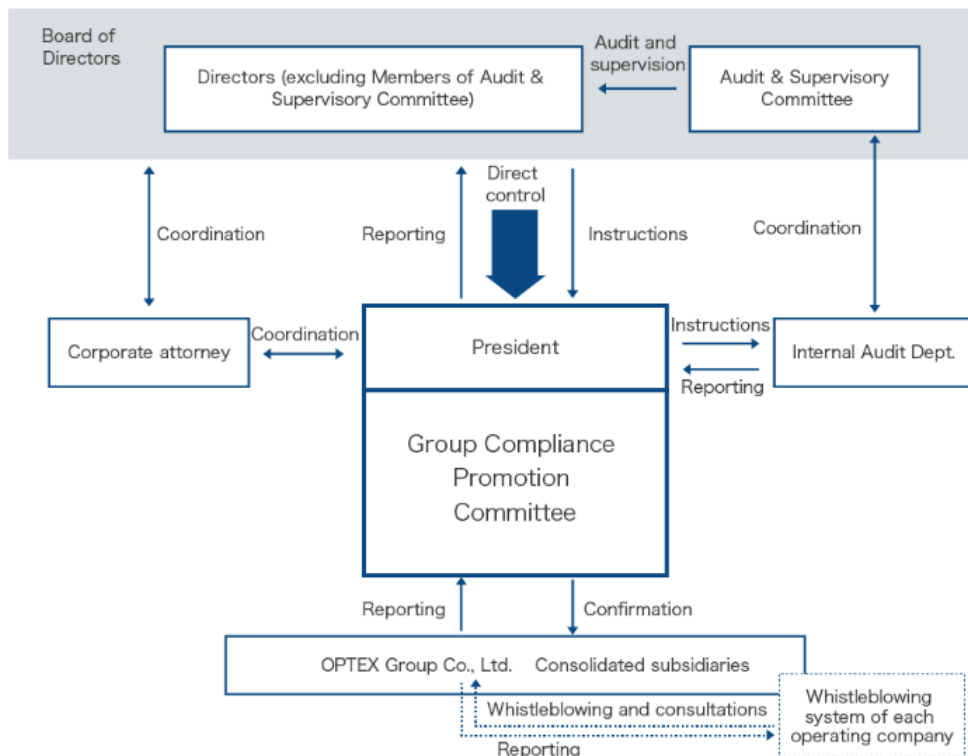 Board of
Directors
Directors (excluding Members of Audit &
Supervisory Committee)
Audit and
supervision
Audit & Supervisory
Committee
Coordination
Reporting
Direct
control
Instructions
Coordination
Corporate attorney
Coordination
President
Instructions
Reporting
Internal Audit Dept.
Group Compliance
Promotion
Committee
Reporting
Confirmation
OPTEX Group Co., Ltd. Consolidated subsidiaries
Whistleblowing and consultations
Reporting
Whistleblowing
system of each
operating company